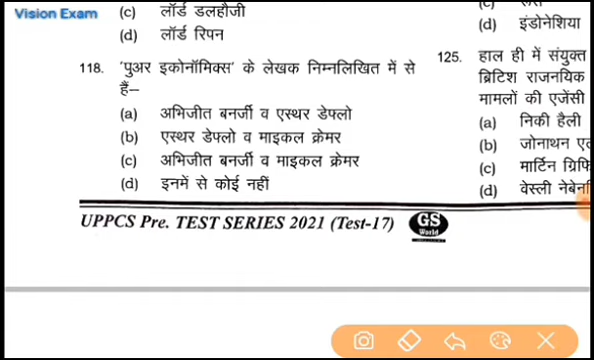 Vision Exam
(c) लॉर्ड डलहौजी
(d) लॉर्ड रिपन
118. ‘पुअर इकोनॉमिक्स’ के लेखक निम्नलिखित में से
हैं–
(a) अभिजीत बनर्जी व एस्थर डेफ्लो
(b) एस्थर डेफ्लो व माइकल क्रेमर
(c) अभिजीत बनर्जी व माइकल क्रेमर
(d) इनमें से कोई नहीं
(c)
(d) इंडोनेशिया
125. हाल ही में संयुक्त
ब्रिटिश राजनयिक
मामलों की एजेंसी
(a) निकी हैली
(b) जोनाथन
(c) मार्टिन
(d) वेस्ली
UPPCS Pre. TEST SERIES 2021 (Test-17)
GS
World